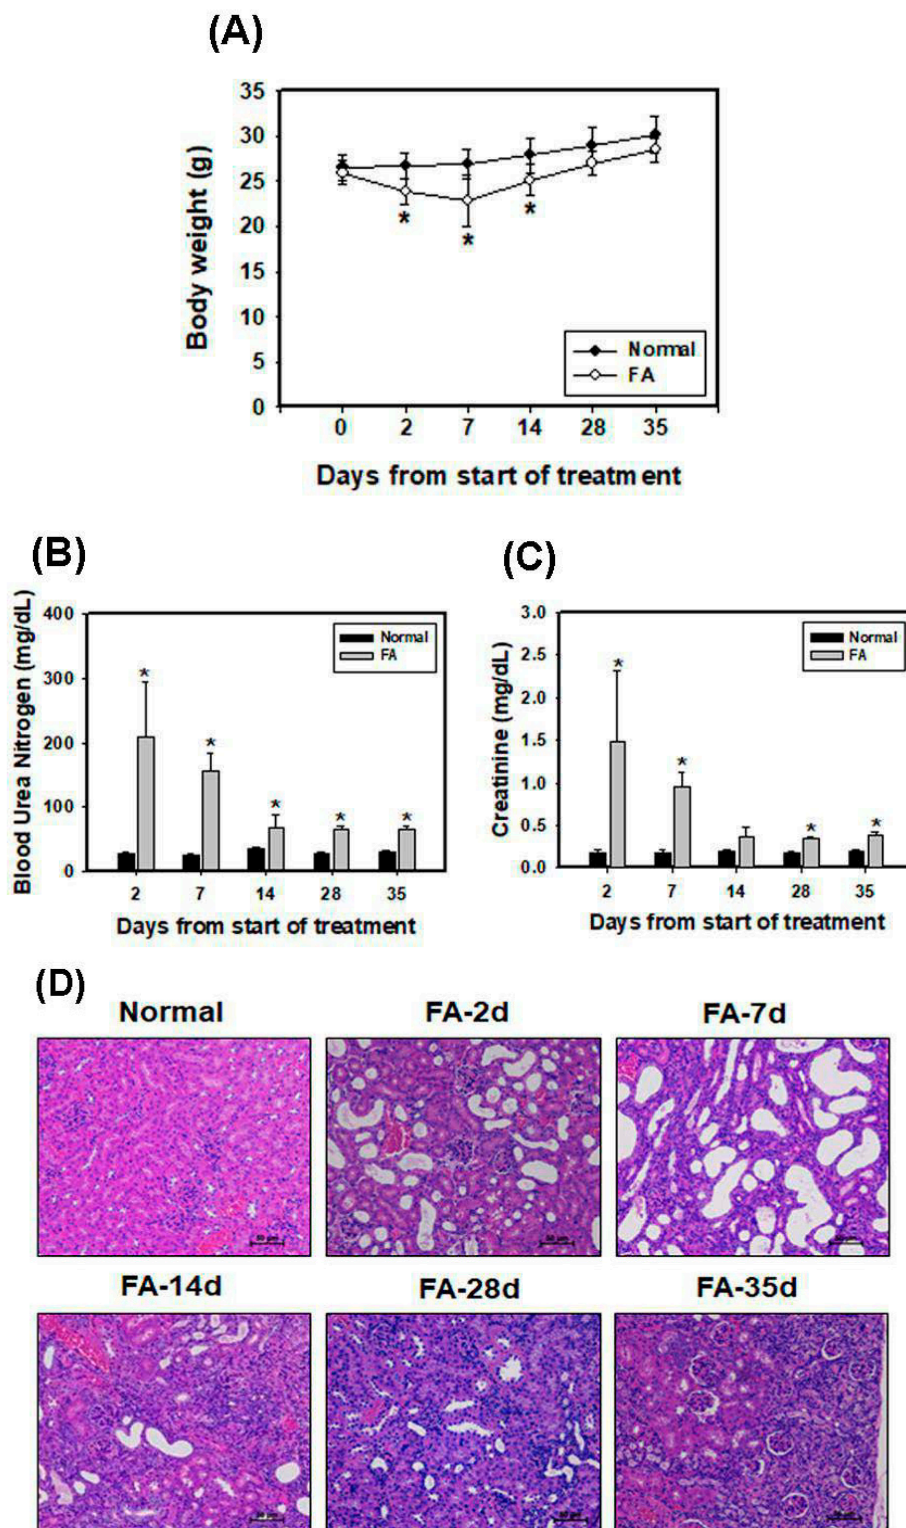 (A)
35
30
25
20
15
10
5
0
Body weight (g)
*
*
*
Normal
FA
0 2 7 14 28 35
Days from start of treatment
(B)
400
300
200
100
0
Blood Urea Nitrogen (mg/dL)
Normal
FA
* * * * *
2 7 14 28 35
Days from start of treatment
(C)
3.0
2.5
2.0
1.5
1.0
0.5
0.0
Creatinine (mg/dL)
Normal
FA
* * * *
2 7 14 28 35
Days from start of treatment
(D)
Normal FA-2d FA-7d
50 µm 50 µm
FA-14d FA-28d FA-35d